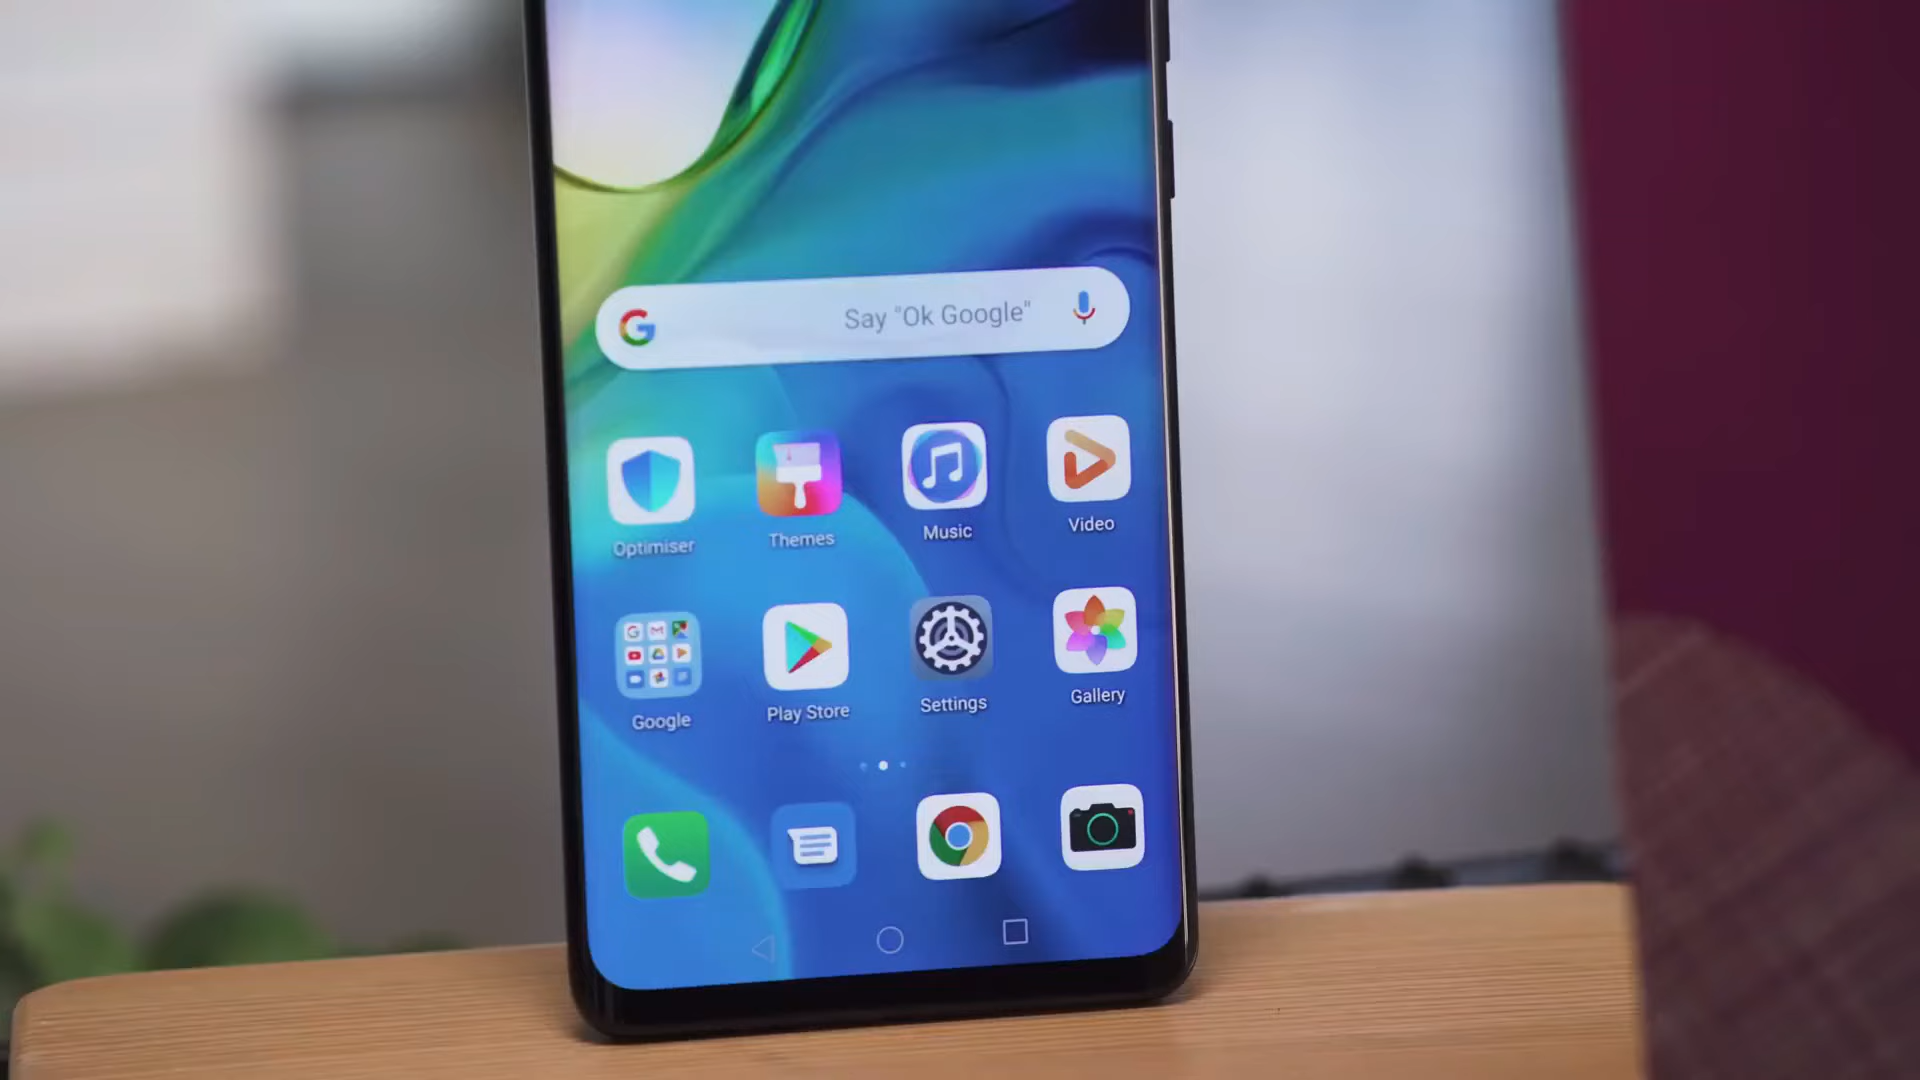 Say "Ok Google"
Optimiser
Themes
Music
Video
Google
Play Store
Settings
Gallery